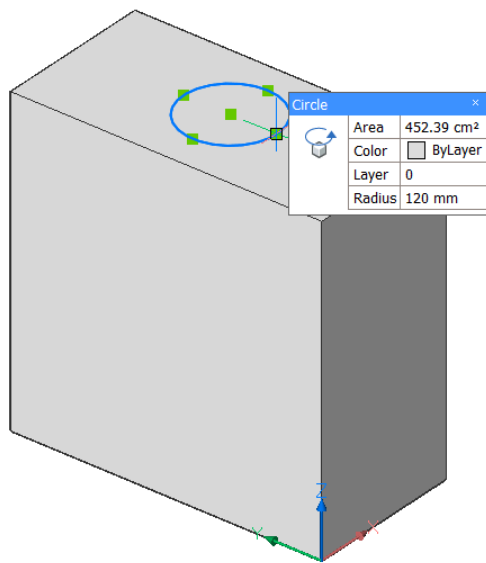 Circle ×
Area 452.39 cm²
Color ByLayer
Layer 0
Radius 120 mm
Z
Y X